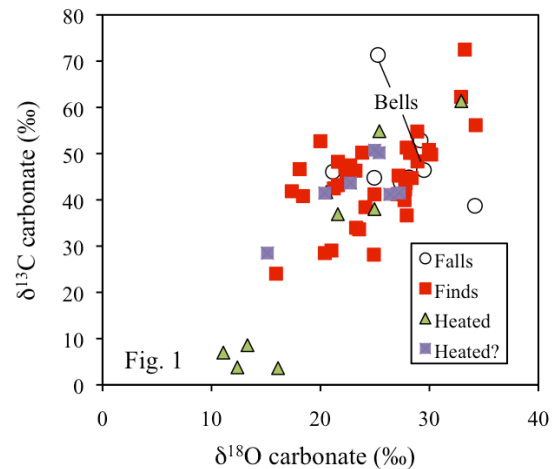 80
70
60
50
40
30
20
10
0
δ¹³C carbonate (‰)
Bells
Falls
Finds
Heated
Heated?
Fig. 1
0 10 20 30 40
δ¹⁸O carbonate (‰)